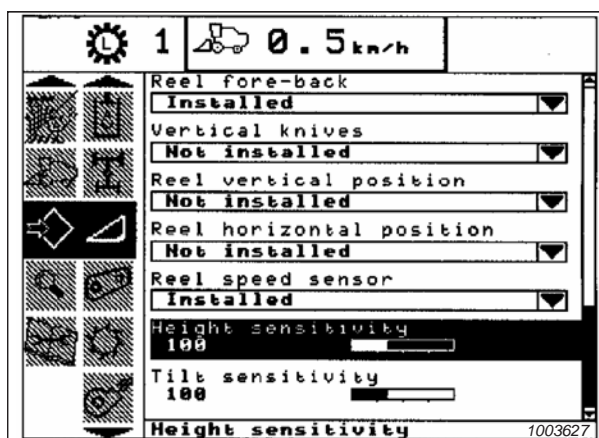 L 1 0.5km/h
Reel fore-back
Installed
Vertical knives
Not installed
Reel vertical position
Not installed
Reel horizontal position
Not installed
Reel speed sensor
Installed
Height sensitivity
100
Tilt sensitivity
100
Height sensitivity
1003627